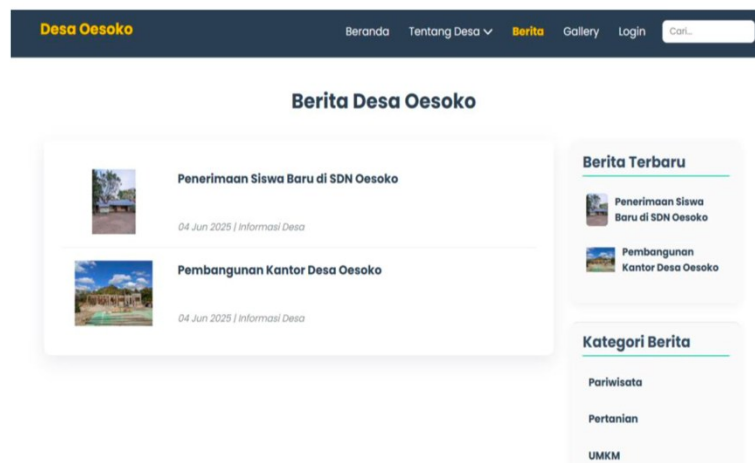 Desa Oesoko
Beranda Tentang Desa Berita Gallery Login Cari...
Berita Desa Oesoko
Penerimaan Siswa Baru di SDN Oesoko
04 Jun 2025 | Informasi Desa
Pembangunan Kantor Desa Oesoko
04 Jun 2025 | Informasi Desa
Berita Terbaru
Penerimaan Siswa
Baru di SDN Oesoko
Pembangunan
Kantor Desa Oesoko
Kategori Berita
Pariwisata
Pertanian
UMKM